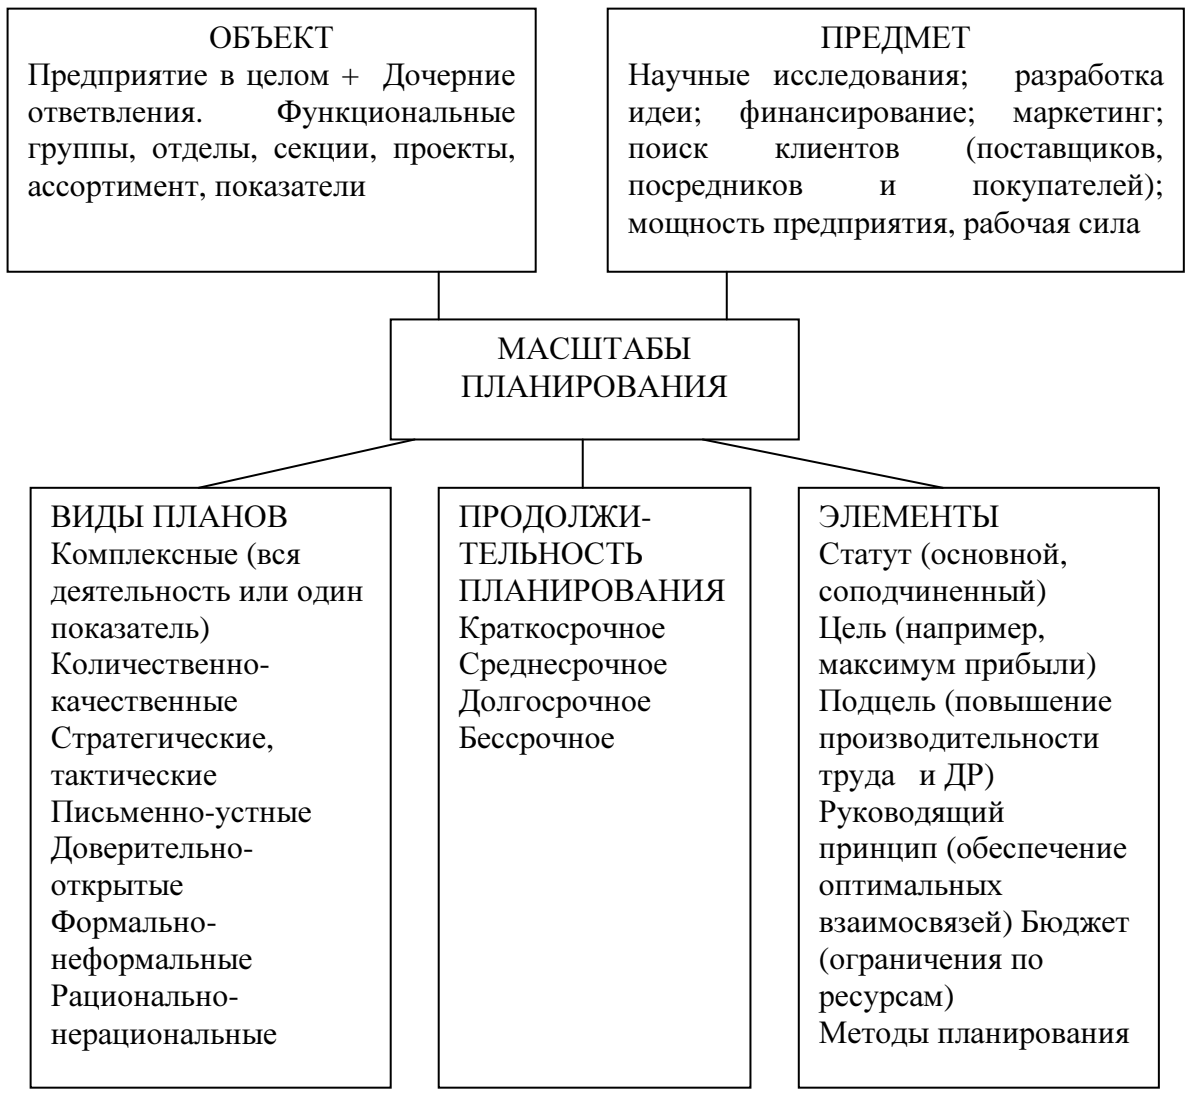 ОБЪЕКТ
Предприятие в целом + Дочерние
ответвления. Функциональные
группы, отделы, секции, проекты,
ассортимент, показатели
ПРЕДМЕТ
Научные исследования; разработка
идеи; финансирование; маркетинг;
поиск клиентов (поставщиков,
посредников и покупателей);
мощность предприятия, рабочая сила
МАСШТАБЫ
ПЛАНИРОВАНИЯ
ВИДЫ ПЛАНОВ
Комплексные (вся
деятельность или один
показатель)
Количественно-
качественные
Стратегические,
тактические
Письменно-устные
Доверительно-
открытые
Формально-
неформальные
Рационально-
нерациональные
ПРОДОЛЖИ-
ТЕЛЬНОСТЬ
ПЛАНИРОВАНИЯ
Краткосрочное
Среднесрочное
Долгосрочное
Бессрочное
ЭЛЕМЕНТЫ
Статут (основной,
соподчиненный)
Цель (например,
максимум прибыли)
Подцель (повышение
производительности
труда и ДР)
Руководящий
принцип (обеспечение
оптимальных
взаимосвязей) Бюджет
(ограничения по
ресурсам)
Методы планирования